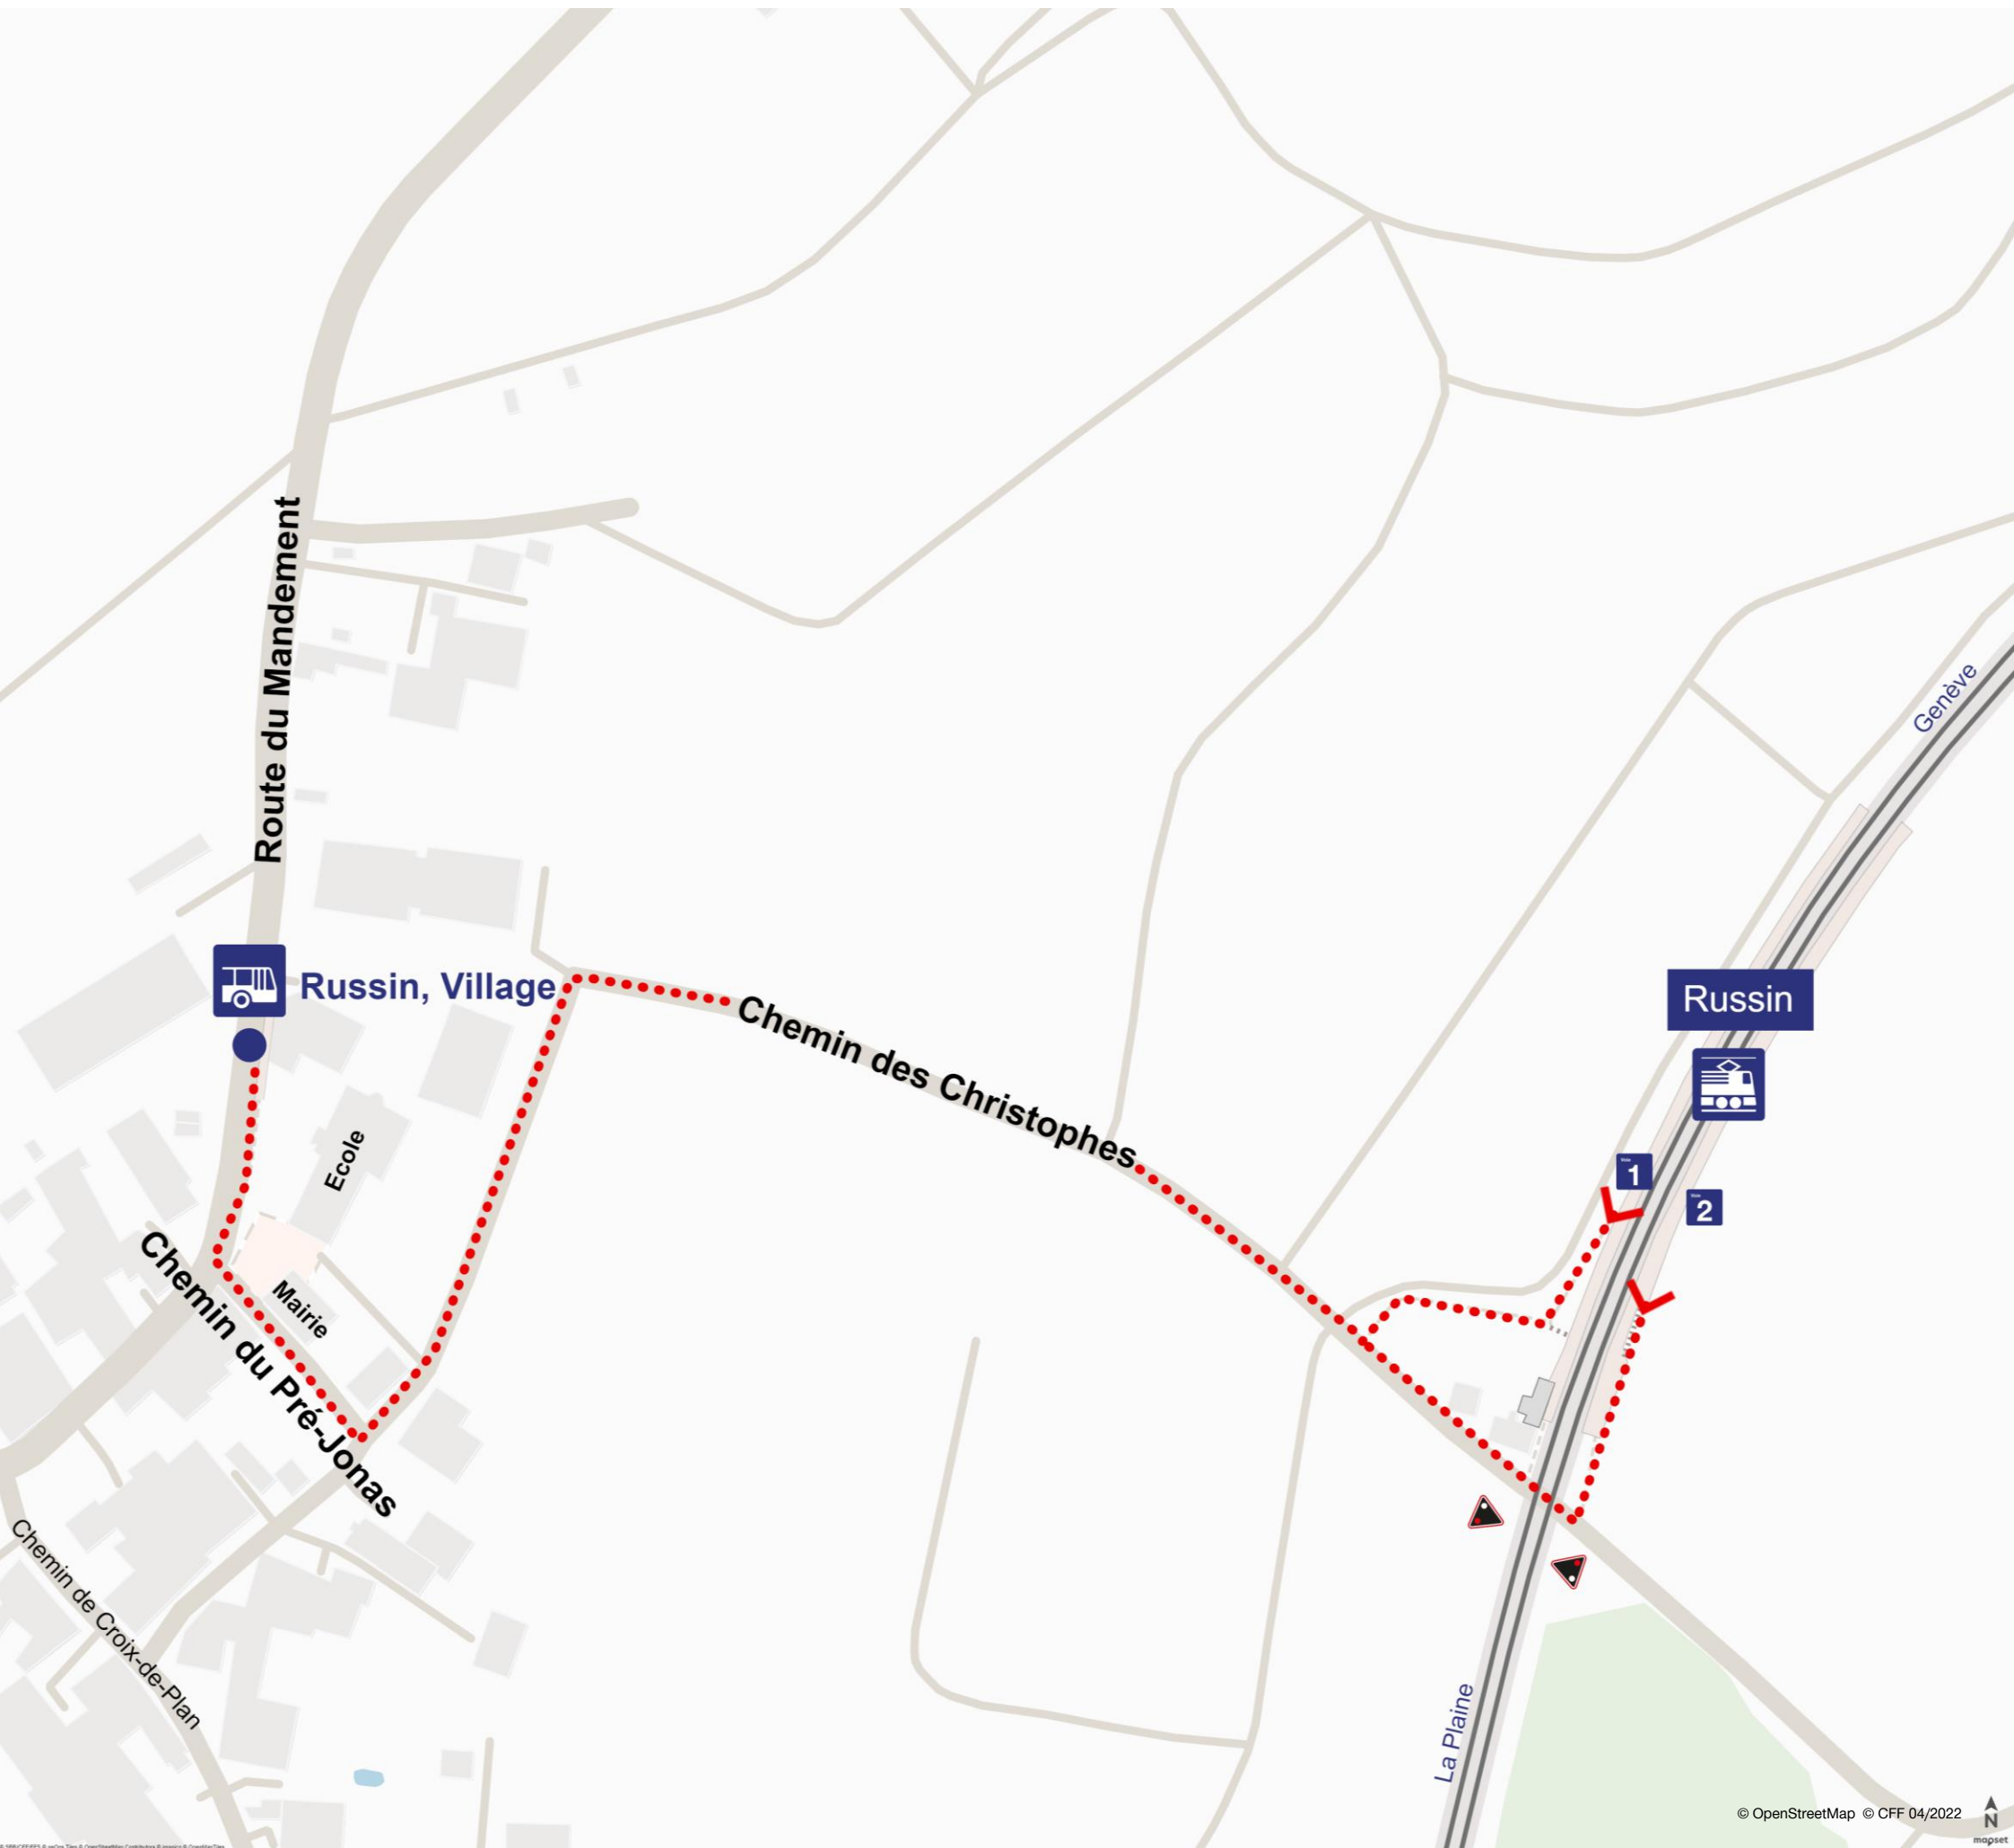 Route du Mandement
Genève
Russin, Village
Russin
Chemin des Christophes
Ecole
1
2
Mairie
Chemin du Pré-Jonas
Chemin de Croix-de-Plan
La Plaine
© OpenStreetMap © CFF 04/2022
N
mapset